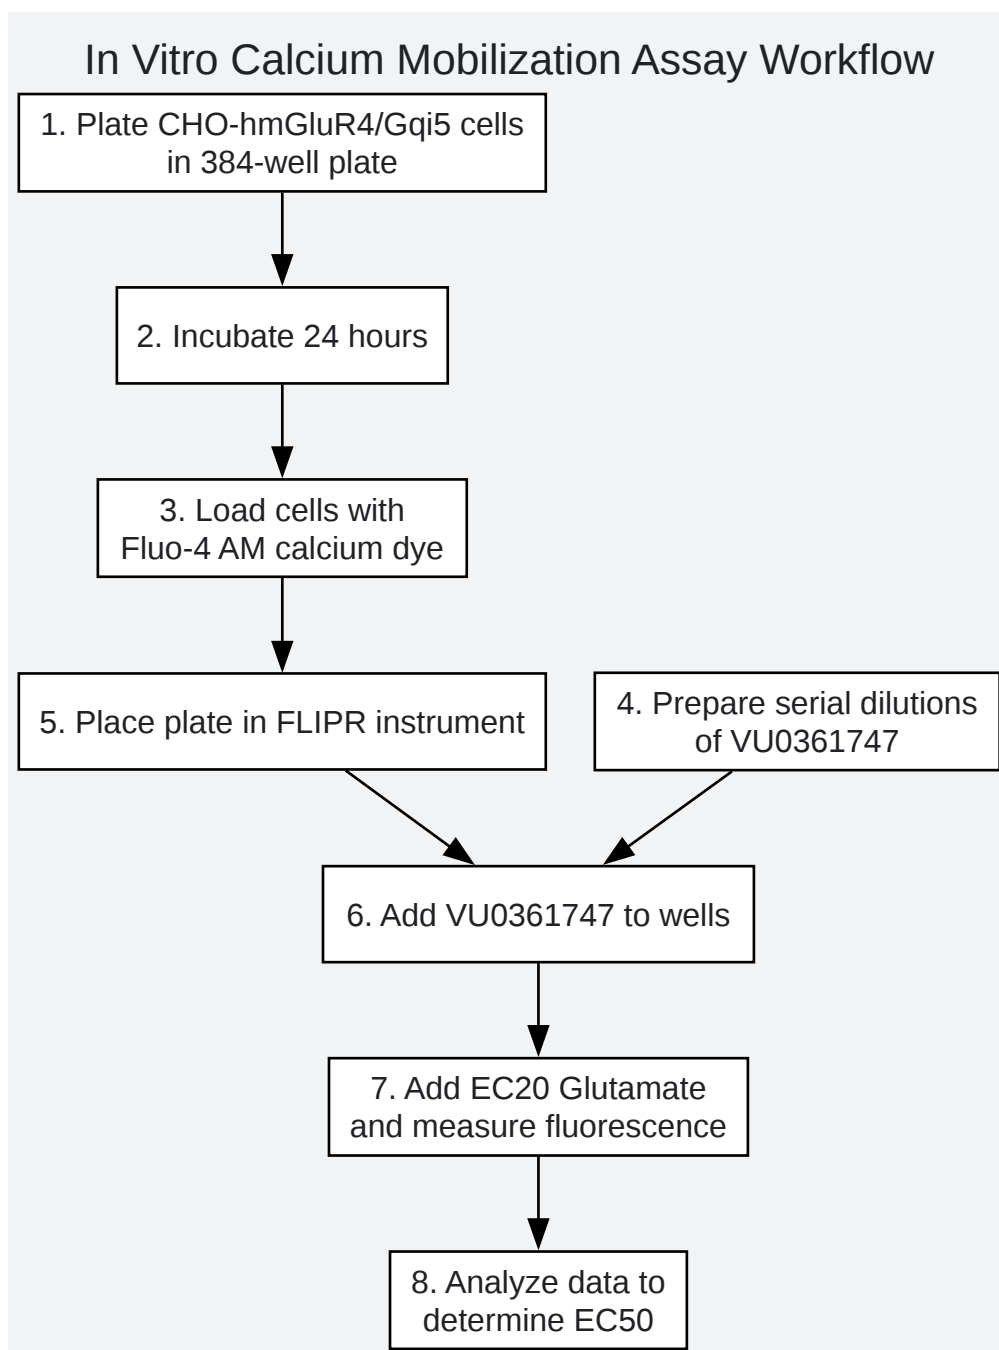 In Vitro Calcium Mobilization Assay Workflow
1. Plate CHO-hmGluR4/Gqi5 cells
in 384-well plate
2. Incubate 24 hours
3. Load cells with
Fluo-4 AM calcium dye
5. Place plate in FLIPR instrument
4. Prepare serial dilutions
of VU0361747
6. Add VU0361747 to wells
7. Add EC20 Glutamate
and measure fluorescence
8. Analyze data to
determine EC50